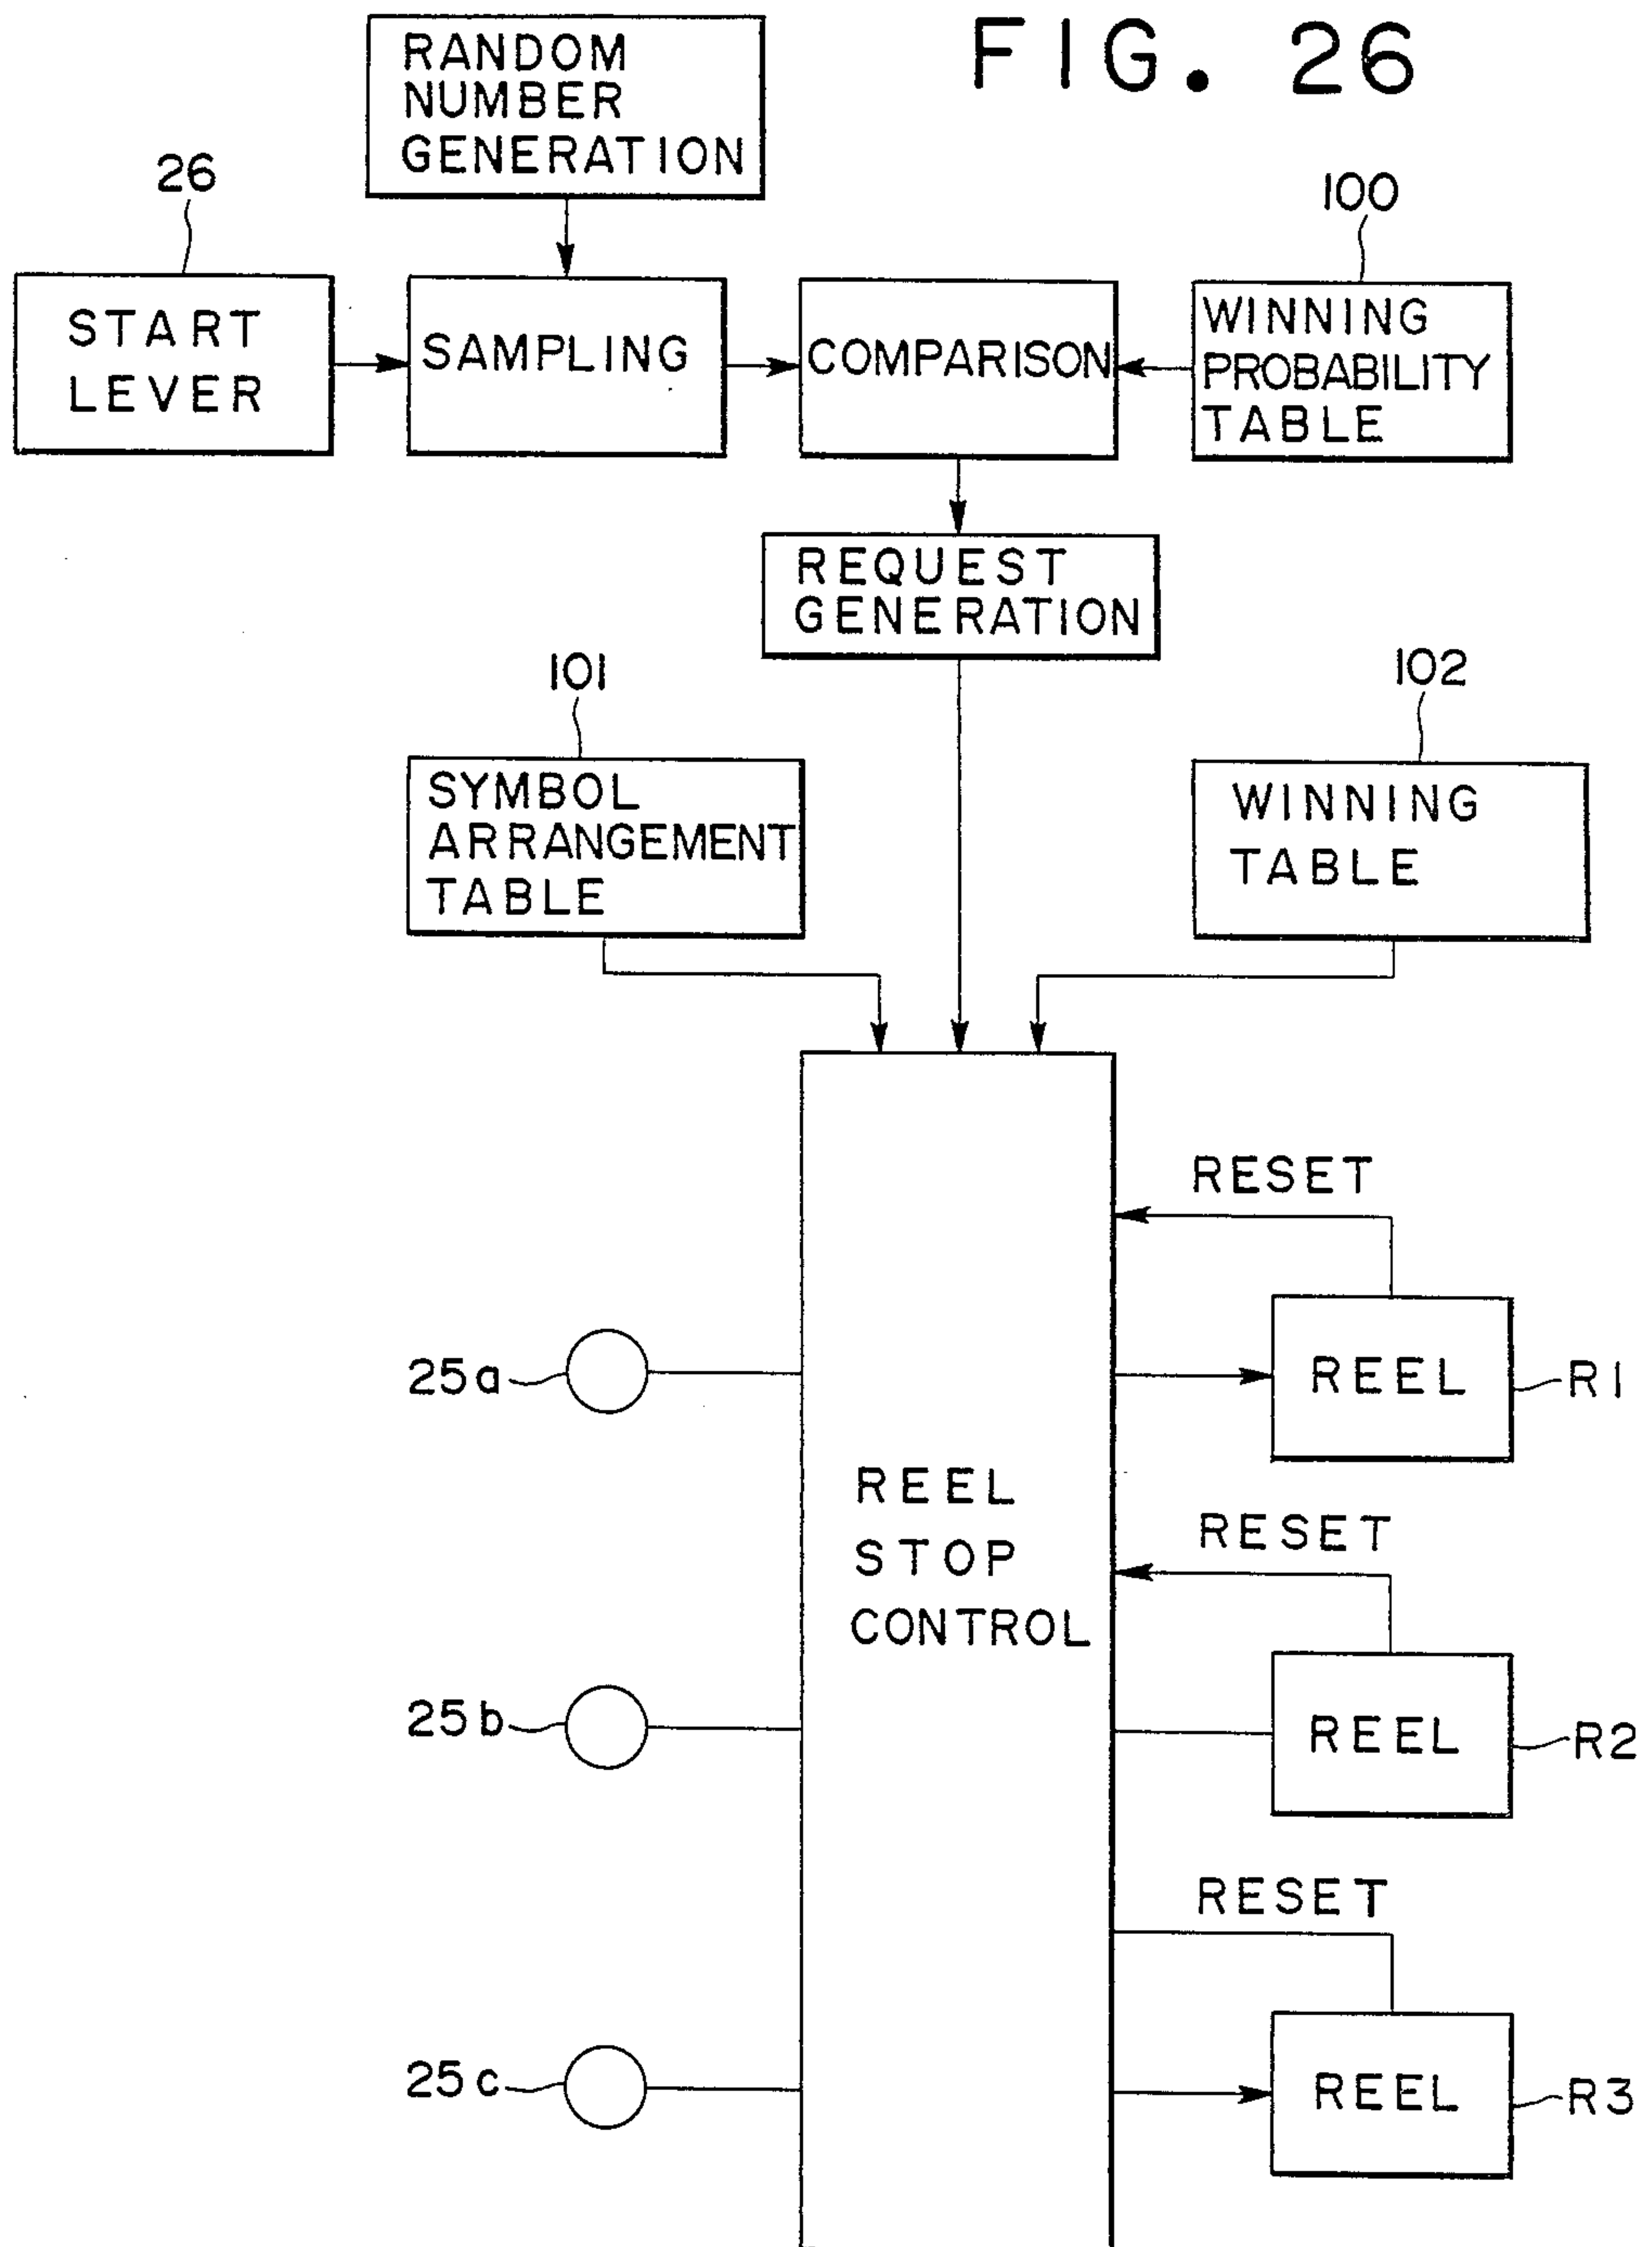 FIG. 26
RANDOM
NUMBER
GENERATION
26
100
START
LEVER
SAMPLING
COMPARISON
WINNING
PROBABILITY
TABLE
REQUEST
GENERATION
101
102
SYMBOL
ARRANGEMENT
TABLE
WINNING
TABLE
RESET
25a
REEL
R1
REEL
STOP
CONTROL
RESET
25b
REEL
R2
RESET
25c
REEL
R3